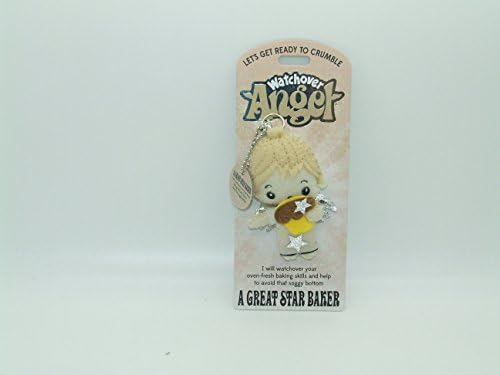 LET'S GET READY TO CRUMBLE
Watchover
Angel
I will watchover your
oven-fresh baking skills and help
to avoid that soggy bottom
A GREAT STAR BAKER